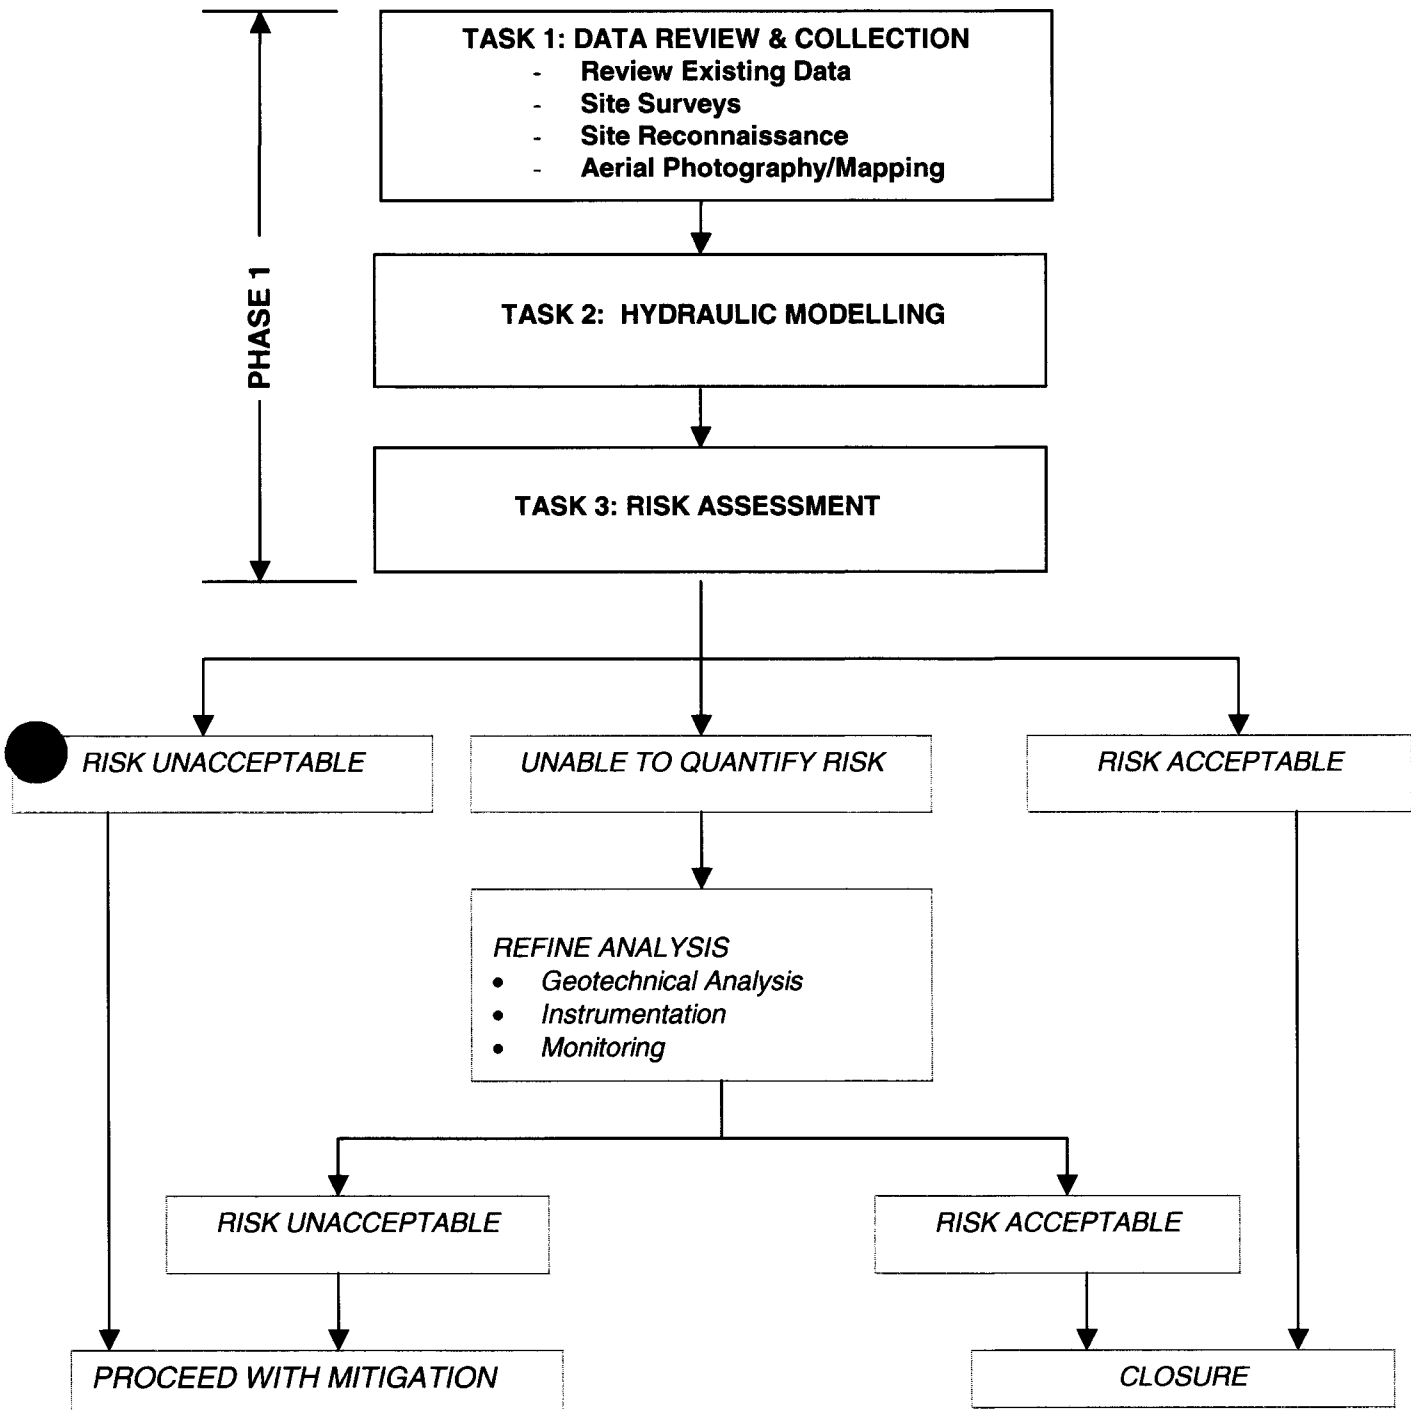 TASK 1: DATA REVIEW & COLLECTION
- Review Existing Data
- Site Surveys
- Site Reconnaissance
- Aerial Photography/Mapping
PHASE 1
TASK 2: HYDRAULIC MODELLING
TASK 3: RISK ASSESSMENT
RISK UNACCEPTABLE
UNABLE TO QUANTIFY RISK
RISK ACCEPTABLE
REFINE ANALYSIS
• Geotechnical Analysis
• Instrumentation
• Monitoring
RISK UNACCEPTABLE
RISK ACCEPTABLE
PROCEED WITH MITIGATION
CLOSURE